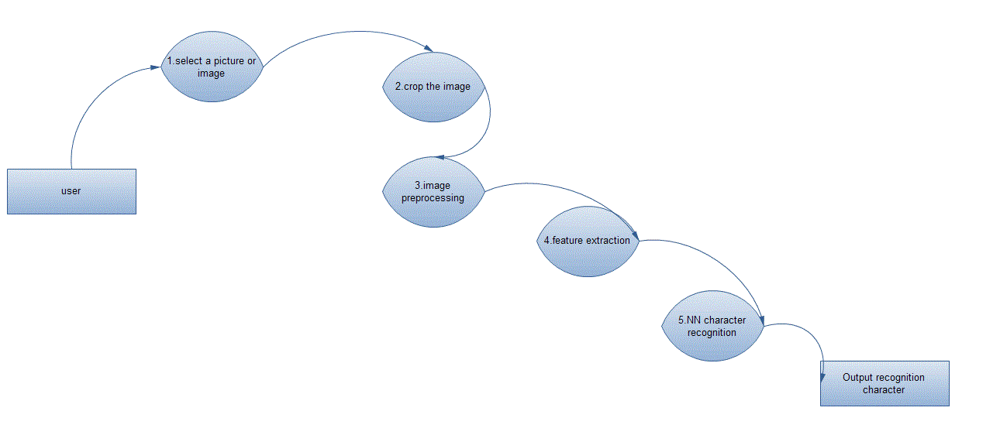 1.select a picture or
image
2.crop the image
user
3.image
preprocessing
4.feature extraction
5.NN character
recognition
Output recognition
character